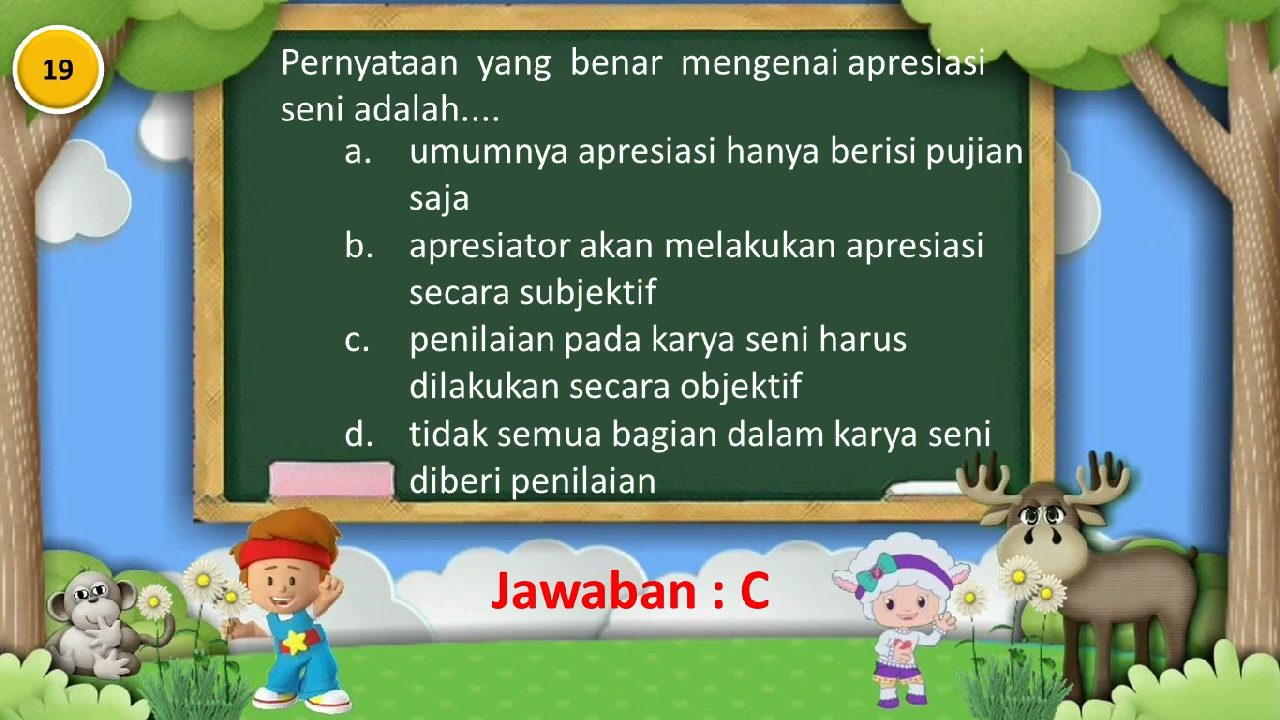 19
Pernyataan yang benar mengenai apresiasi
seni adalah....
a. umumnya apresiasi hanya berisi pujian
saja
b. apresiator akan melakukan apresiasi
secara subjektif
c. penilaian pada karya seni harus
dilakukan secara objektif
d. tidak semua bagian dalam karya seni
diberi penilaian
Jawaban : C